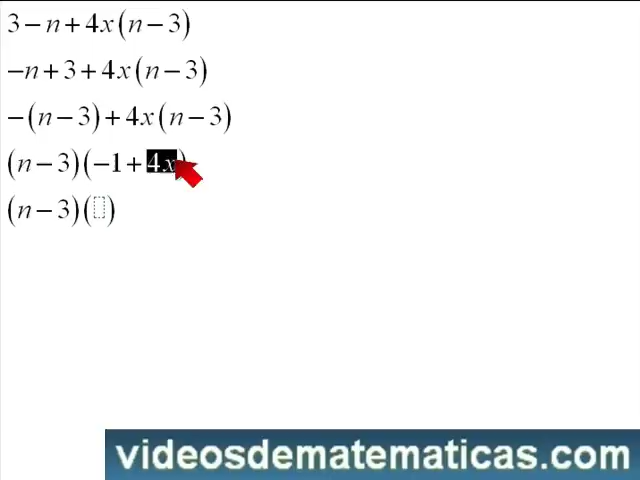 3 − n + 4x(n − 3)
−n + 3 + 4x(n − 3)
−(n − 3) + 4x(n − 3)
(n − 3)(−1 + 4x)
(n − 3)()
videosdematematicas.com